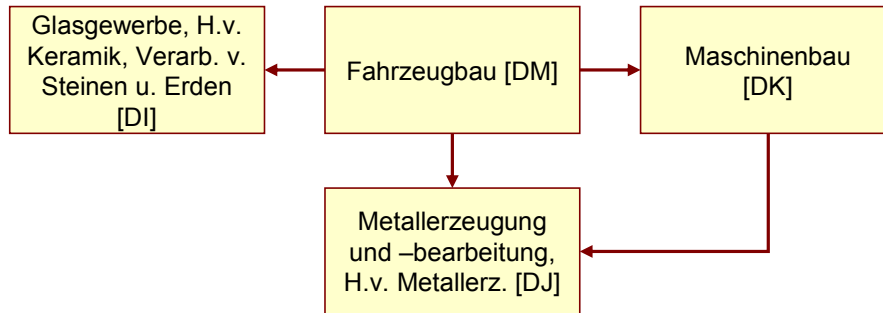 Glasgewerbe, H.v.
Keramik, Verarb. v.
Steinen u. Erden
[DI]
Fahrzeugbau [DM]
Maschinenbau
[DK]
Metallerzeugung
und –bearbeitung,
H.v. Metallerz. [DJ]